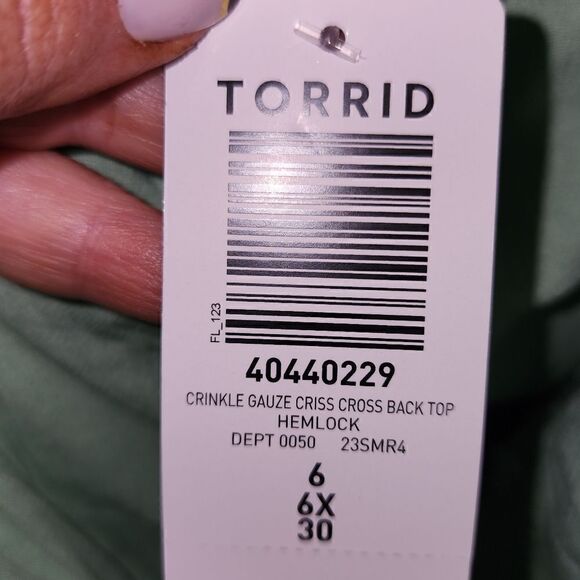 TORRID
FL_123
40440229
CRINKLE GAUZE CRISS CROSS BACK TOP
HEMLOCK
DEPT 0050 23SMR4
6
6X
30